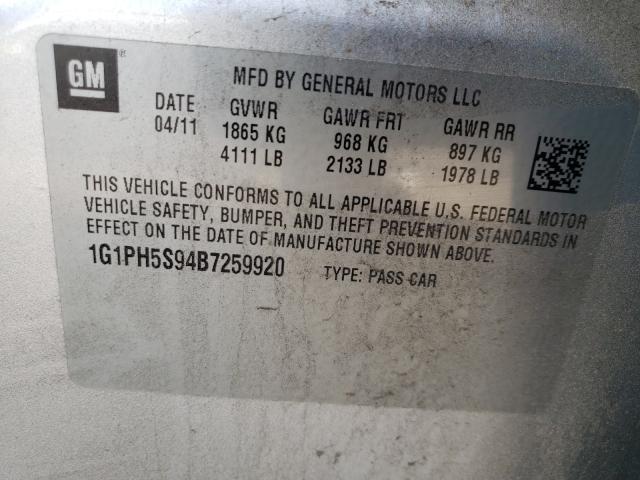 GM®
MFD BY GENERAL MOTORS LLC
DATE GVWR GAWR FRT GAWR RR
04/11 1865 KG 968 KG 897 KG
4111 LB 2133 LB 1978 LB
THIS VEHICLE CONFORMS TO ALL APPLICABLE U.S. FEDERAL MOTOR
VEHICLE SAFETY, BUMPER, AND THEFT PREVENTION STANDARDS IN
EFFECT ON THE DATE OF MANUFACTURE SHOWN ABOVE.
1G1PH5S94B7259920 TYPE: PASS CAR